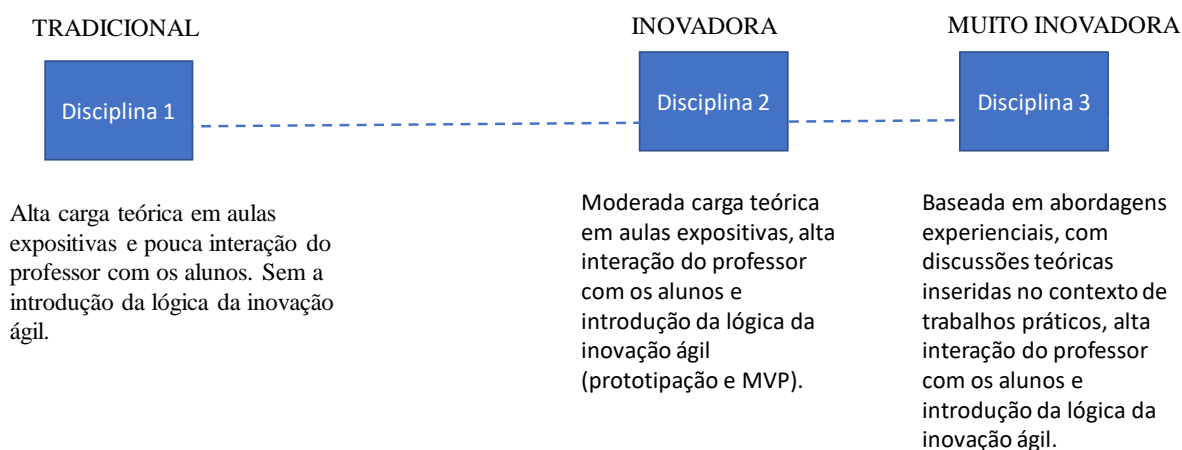 TRADICIONAL
INOVADORA
MUITO INOVADORA
Disciplina 1
Disciplina 2
Disciplina 3
Alta carga teórica em aulas
expositivas e pouca interação do
professor com os alunos. Sem a
introdução da lógica da inovação
ágil.
Moderada carga teórica
em aulas expositivas, alta
interação do professor
com os alunos e
introdução da lógica da
inovação ágil
(prototipação e MVP).
Baseada em abordagens
experienciais, com
discussões teóricas
inseridas no contexto de
trabalhos práticos, alta
interação do professor
com os alunos e
introdução da lógica da
inovação ágil.